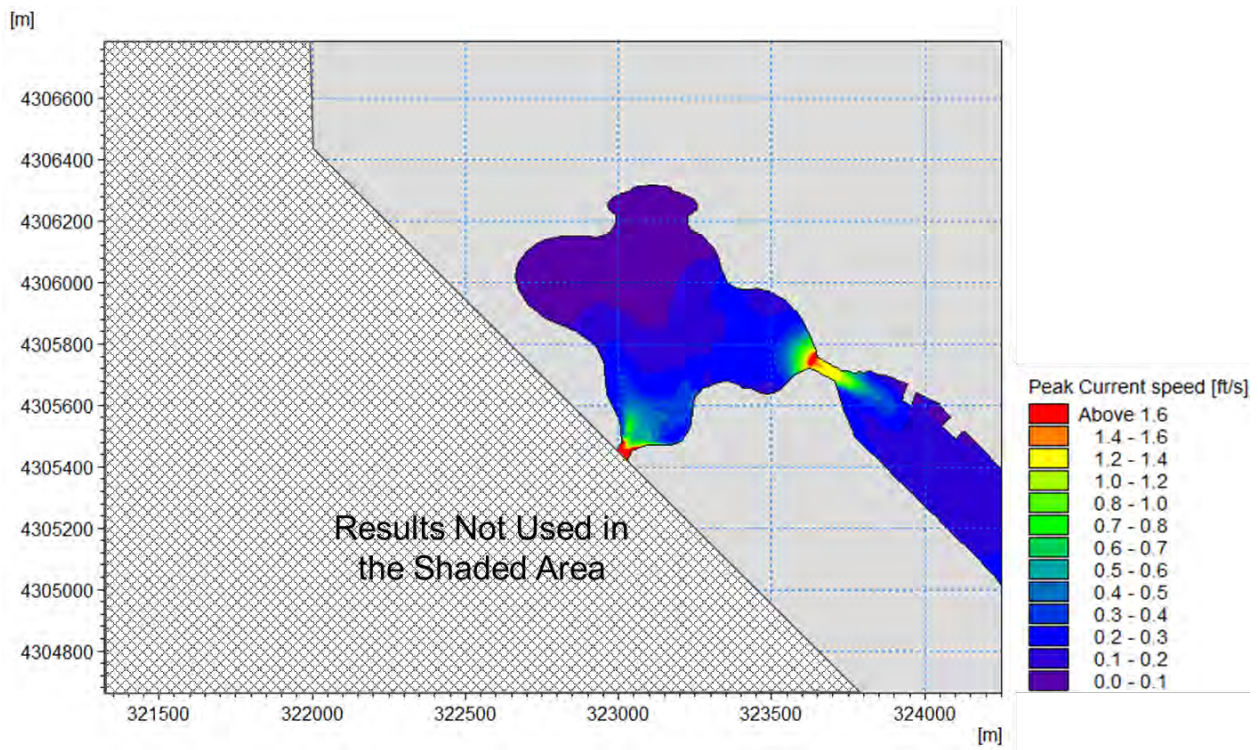 [m]
4306600
4306400
4306200
4306000
4305800
4305600
4305400
4305200
4305000
4304800
Results Not Used in
the Shaded Area
321500 322000 322500 323000 323500 324000
[m]
Peak Current speed [ft/s]
Above 1.6
1.4 - 1.6
1.2 - 1.4
1.0 - 1.2
0.8 - 1.0
0.7 - 0.8
0.6 - 0.7
0.5 - 0.6
0.4 - 0.5
0.3 - 0.4
0.2 - 0.3
0.1 - 0.2
0.0 - 0.1